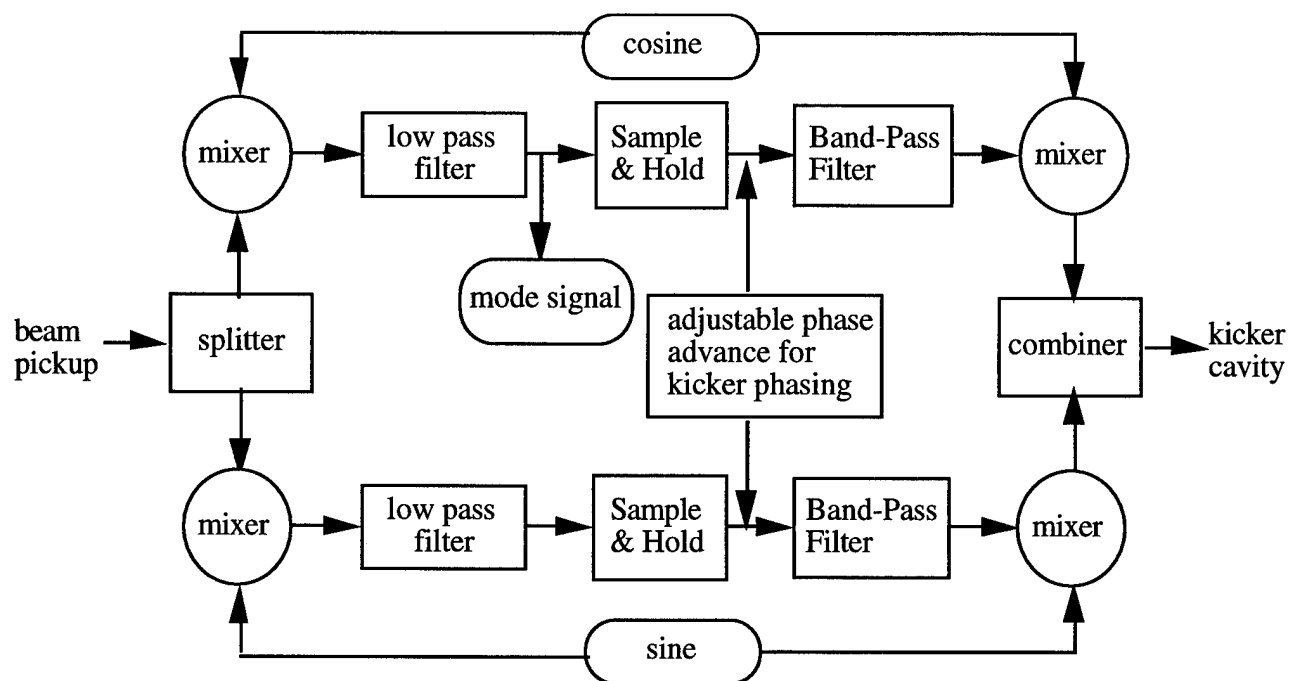 cosine
mixer
low pass
filter
Sample
& Hold
Band-Pass
Filter
mixer
mode signal
beam
pickup
splitter
adjustable phase
advance for
kicker phasing
combiner
kicker
cavity
mixer
low pass
filter
Sample
& Hold
Band-Pass
Filter
mixer
sine